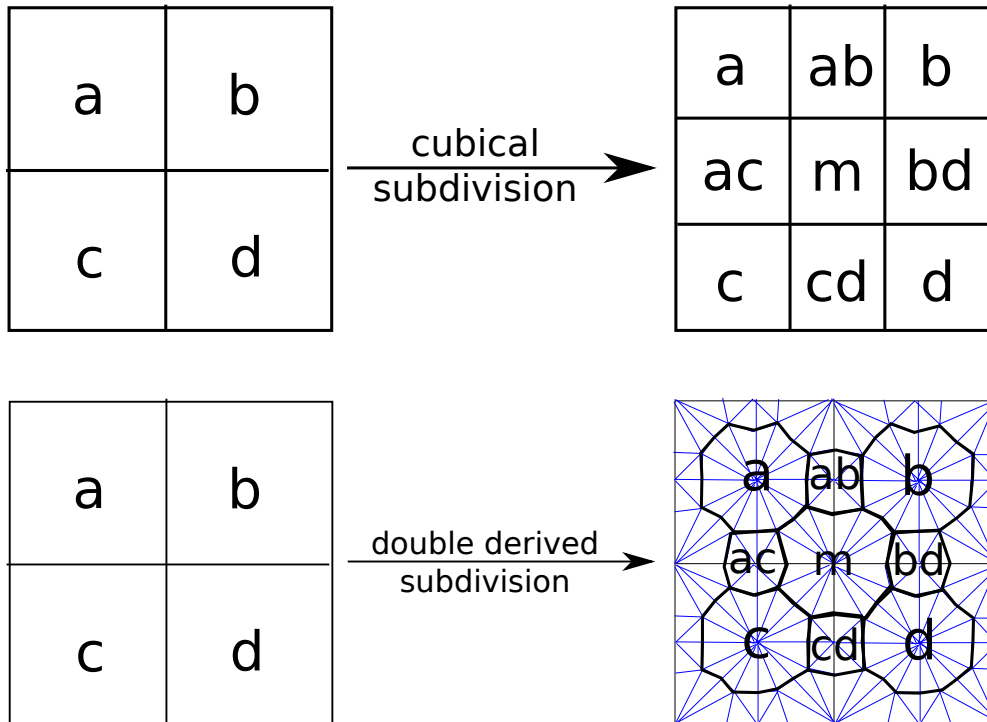 a b
cubical
subdivision
c d
a ab b
ac m bd
c cd d
a b
double derived
subdivision
c d
a ab b
ac m bd
c cd d